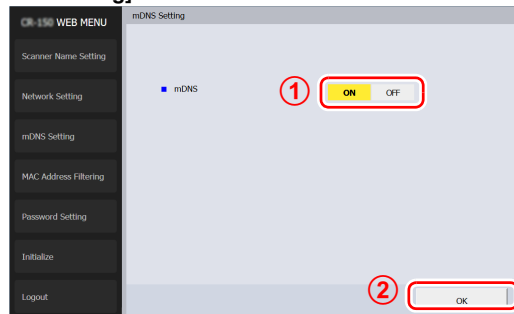 WEB MENU
mDNS Setting
Scanner Name Setting
Network Setting
mDNS
①
ON
OFF
mDNS Setting
MAC Address Filtering
Password Setting
Initialize
Logout
②
OK